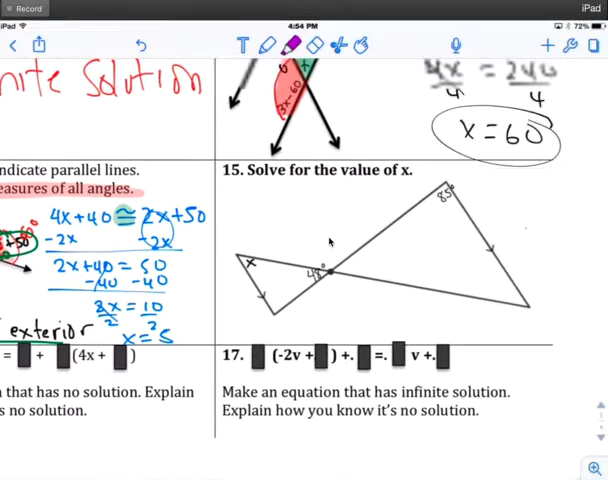 Record
iPad
iPad
4:54 PM
72%
nite solution
3x-60
4x = 240
4 4
x = 60
ndicate parallel lines.
easures of all angles.
+50
4x+40 ≅ 2x+50
-2x -2x
2x+40 = 50
-40 -40
2x = 10
2 2
x = 5
exterior
15. Solve for the value of x.
85°
x
48°
= + (4x + )
n that has no solution. Explain
s no solution.
17. (-2v + ) +. =. v +.
Make an equation that has infinite solution.
Explain how you know it's no solution.